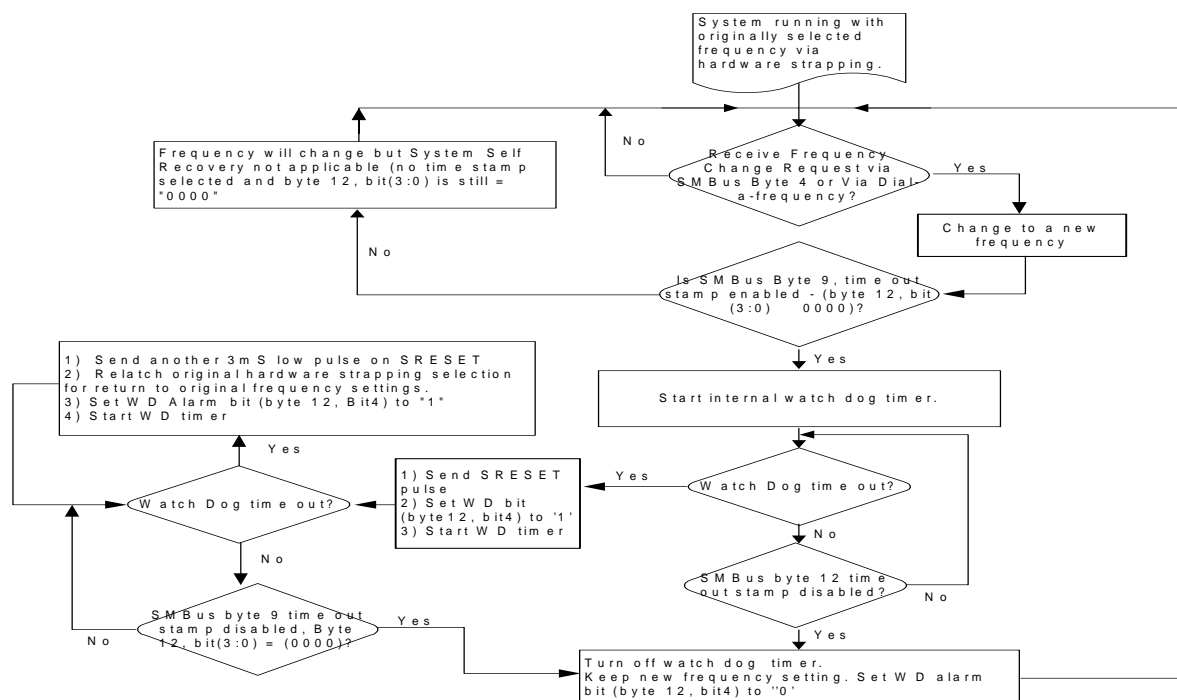 System running with
originally selected
frequency via
hardware strapping.
No
Receive Frequency
Change Request via
SMBus Byte 4 or Via Dial-
a-frequency?
Yes
Frequency will change but System Self
Recovery not applicable (no time stamp
selected and byte 12, bit(3:0) is still =
"0000"
Change to a new
frequency
No
Is SMBus Byte 9, time out
stamp enabled - (byte 12, bit
(3:0) 0000)?
Yes
1) Send another 3mS low pulse on SRESET
2) Relatch original hardware strapping selection
for return to original frequency settings.
3) Set WD Alarm bit (byte 12, Bit4) to "1"
4) Start WD timer
Start internal watch dog timer.
Yes
Watch Dog time out?
1) Send SRESET
pulse
2) Set WD bit
(byte12, bit4) to '1'
3) Start WD timer
Yes
Watch Dog time out?
No
No
SMBus byte 12 time
out stamp disabled?
No
SMBus byte 9 time out
stamp disabled, Byte
12, bit(3:0) = (0000)?
No
Yes
Yes
Turn off watch dog timer.
Keep new frequency setting. Set WD alarm
bit (byte 12, bit4) to ''0'